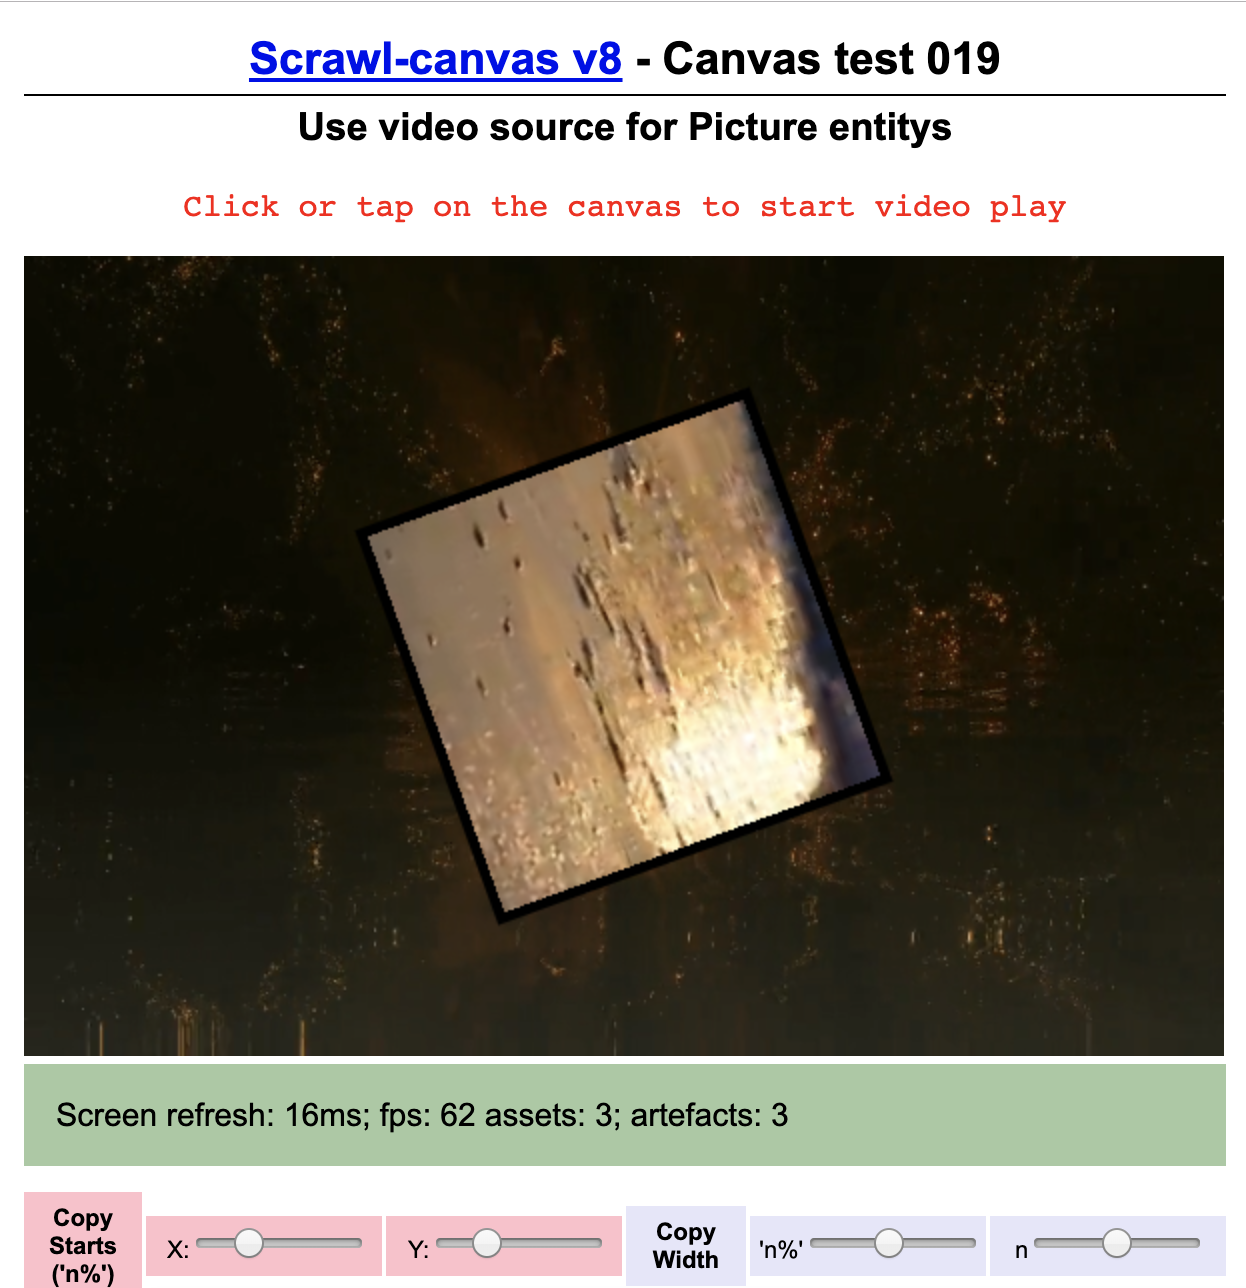 Scrawl-canvas v8 - Canvas test 019
Use video source for Picture entitys
Click or tap on the canvas to start video play
Screen refresh: 16ms; fps: 62 assets: 3; artefacts: 3
Copy
Starts
('n%')
X:
Y:
Copy
Width
'n%'
n